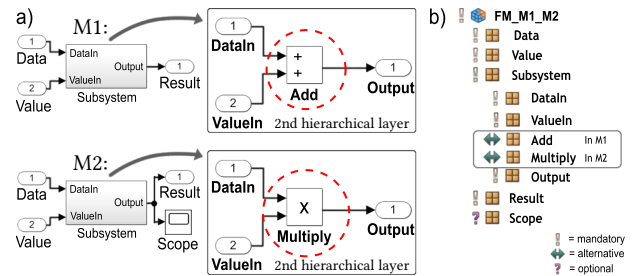 a)
M1:
1
Data
2
Value
DataIn
ValueIn
Output
Subsystem
1
Result
1
DataIn
2
ValueIn
+
+
Add
1
Output
2nd hierarchical layer
M2:
1
Data
2
Value
DataIn
ValueIn
Output
Subsystem
1
Result
Scope
1
DataIn
2
ValueIn
X
Multiply
1
Output
2nd hierarchical layer
b)
! FM_M1_M2
! Data
! Value
! Subsystem
! DataIn
! ValueIn
Add In M1
Multiply In M2
! Output
! Result
? Scope
! = mandatory
= alternative
? = optional